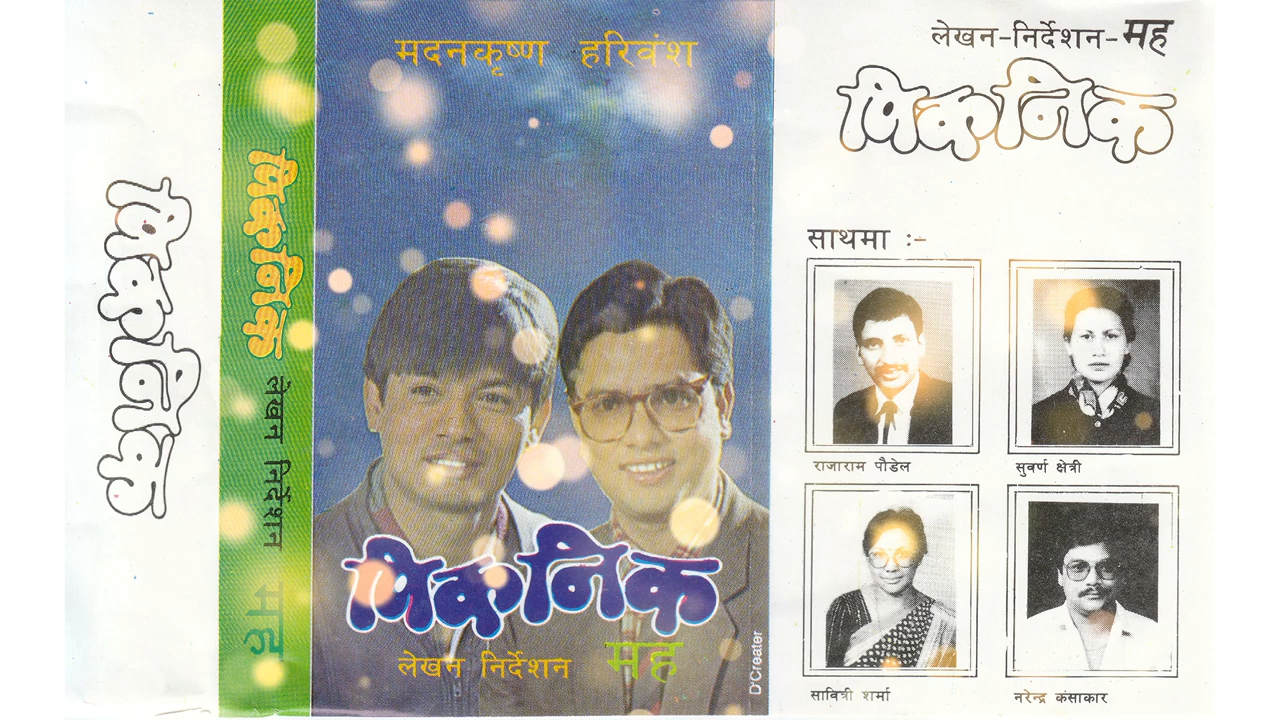 पिकनिक
पिकनिक लेखन निर्देशन मह
मदनकृष्ण हरिवंश
पिकनिक
लेखन निर्देशन मह
D'Creater
लेखन-निर्देशन-मह
पिकनिक
साथमा :-
राजाराम पौडेल
सुवर्ण क्षेत्री
सावित्री शर्मा
नरेन्द्र कंसाकार